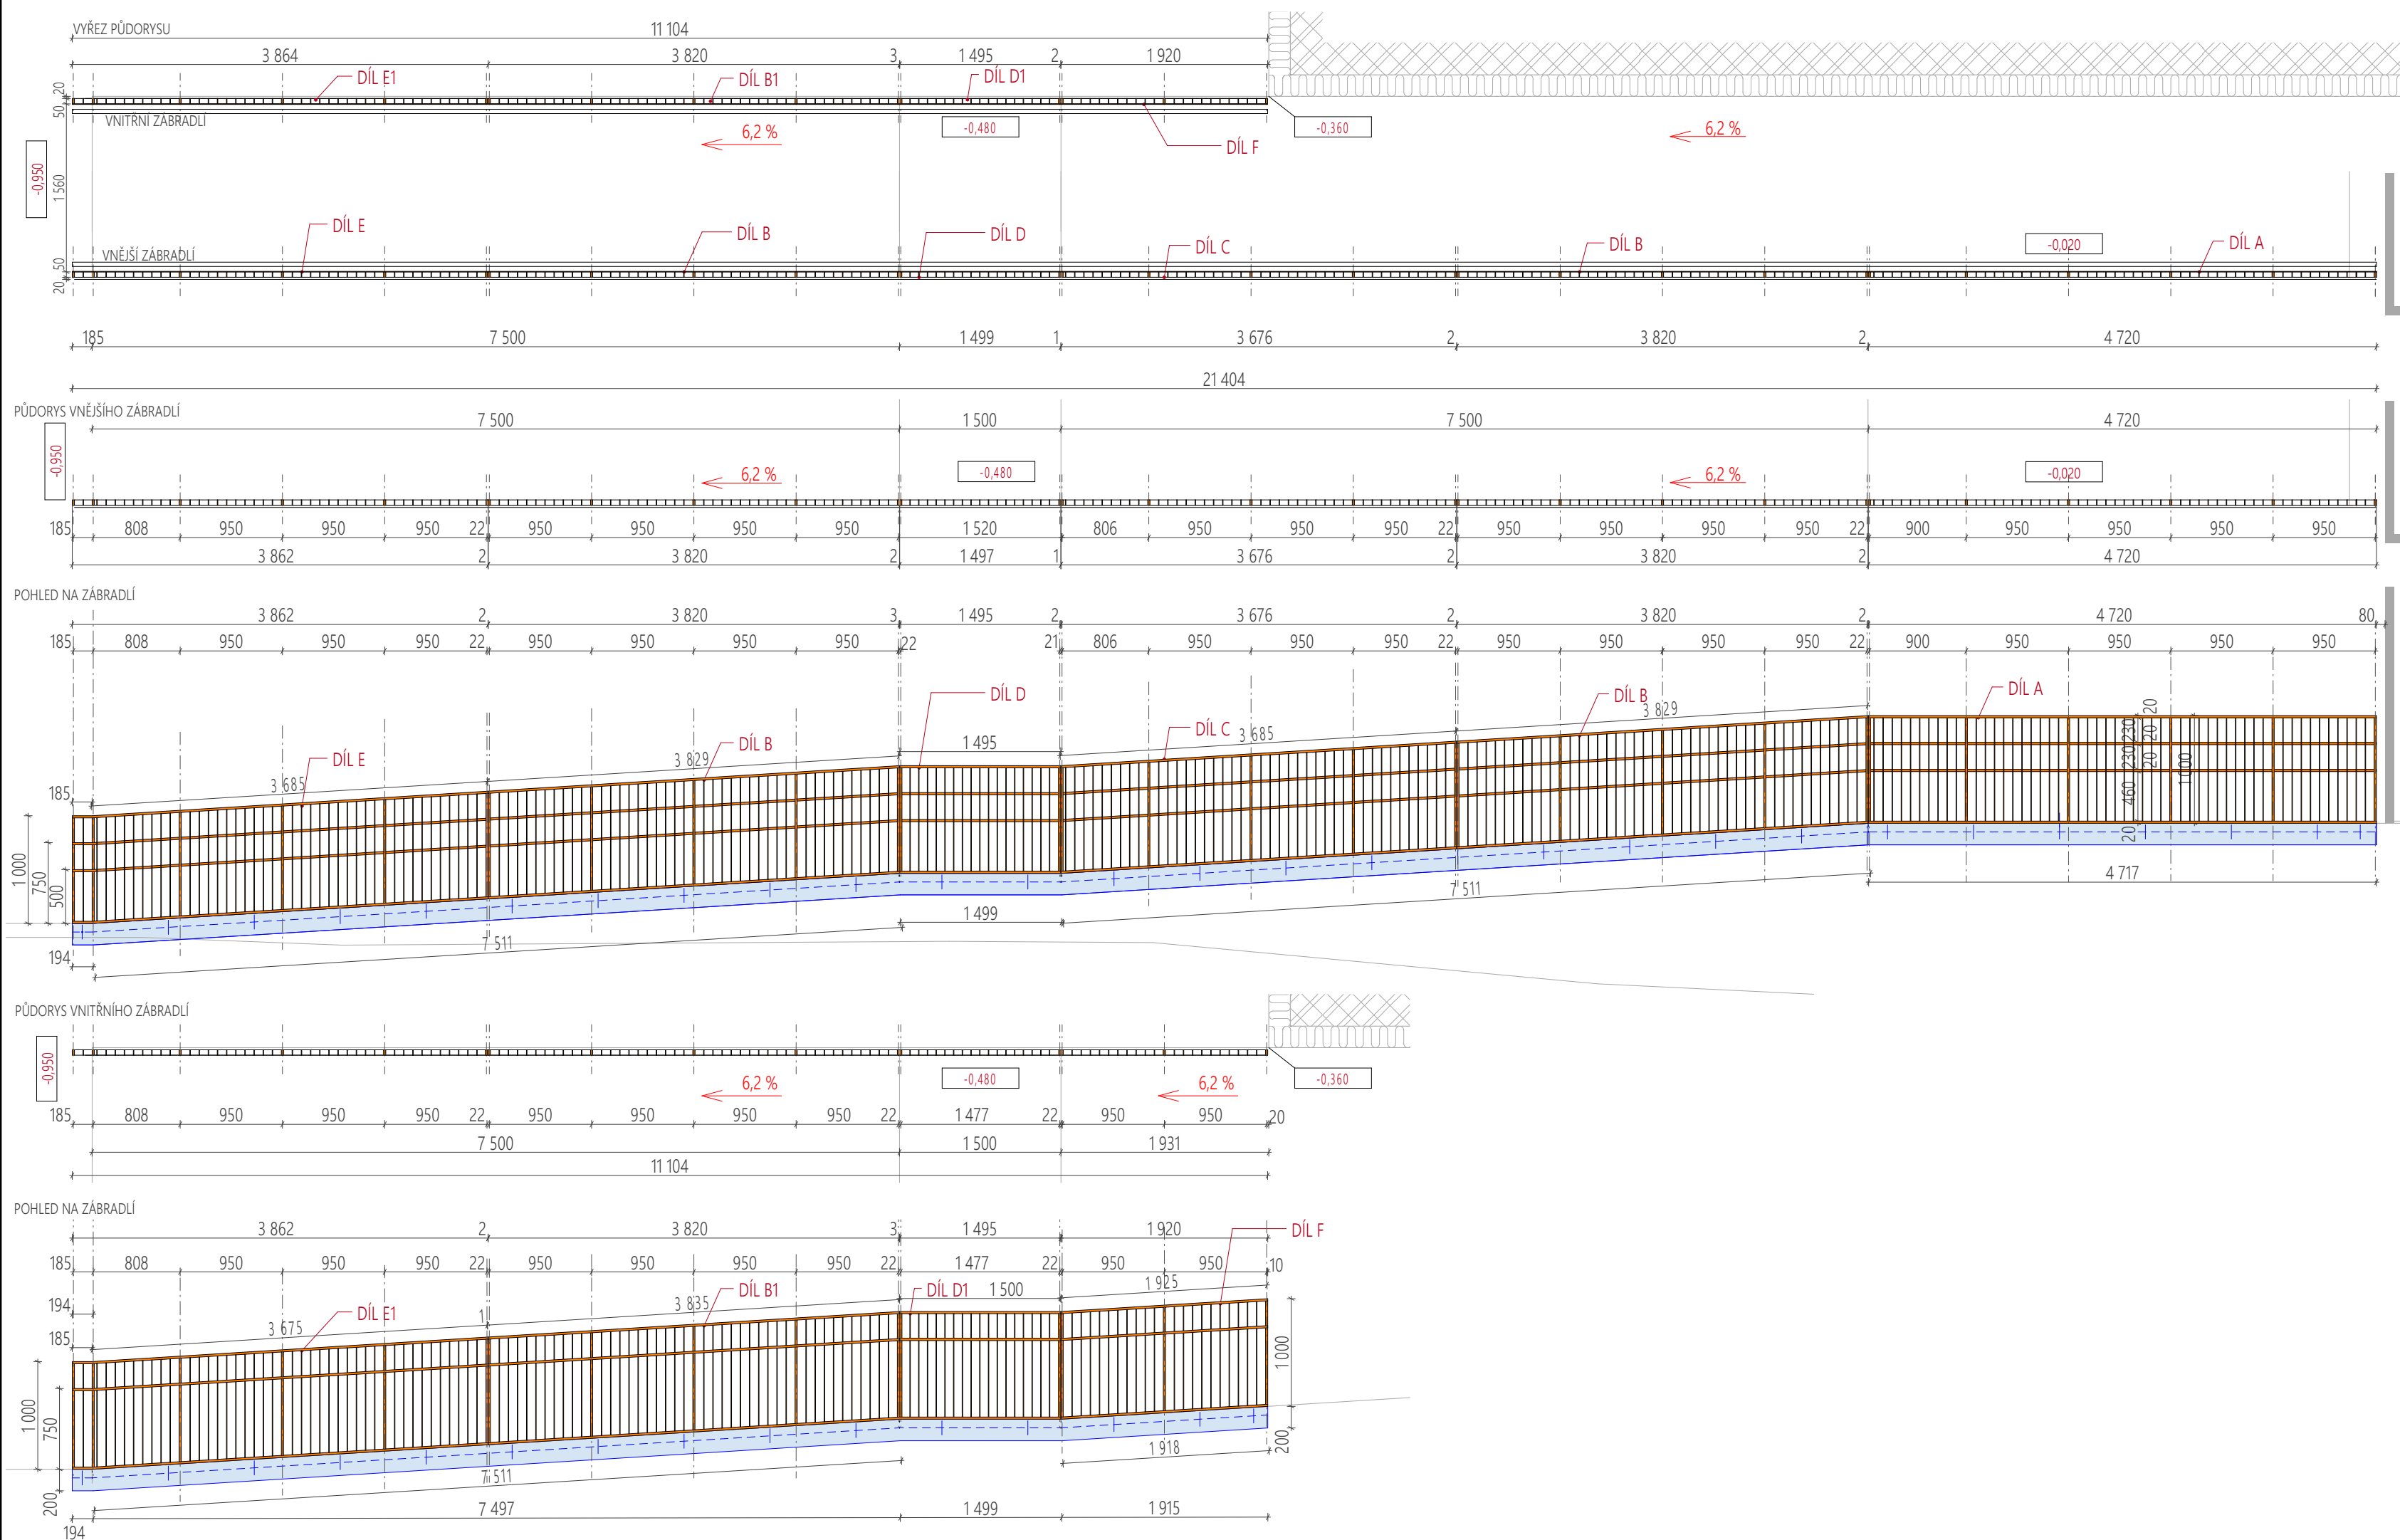 VYŘEZ PŮDORYSU
11 104
3 864 3 820 3 1 495 2 1 920
DÍL E1 DÍL B1 DÍL D1
20
50
VNITŘNÍ ZÁBRADLÍ
6,2 % -0,480 -0,360 6,2 %
DÍL F
-0,950
1 560
DÍL E DÍL B DÍL D DÍL C DÍL B -0,020 DÍL A
VNĚJŠÍ ZÁBRADLÍ
50
20
185 7 500 1 499 1 3 676 2 3 820 2 4 720
21 404
PŮDORYS VNĚJŠÍHO ZÁBRADLÍ
7 500 1 500 7 500 4 720
-0,950
6,2 % -0,480 6,2 % -0,020
185 808 950 950 950 22 950 950 950 950 1 520 806 950 950 950 22 950 950 950 950 22 900 950 950 950 950
3 862 2 3 820 2 1 497 1 3 676 2 3 820 2 4 720
POHLED NA ZÁBRADLÍ
3 862 2 3 820 3 1 495 2 3 676 2 3 820 2 4 720 80
185 808 950 950 950 22 950 950 950 950 22 21 806 950 950 950 22 950 950 950 950 22 900 950 950 950 950
DÍL D DÍL B DÍL A
3 829
DÍL C
3 685
1 495
DÍL B
3 829
DÍL E
3 685
185
20 230 20 230 20 460 20 1 000
1 000
750
500
4 717
7 511
1 499
7 511
194
PŮDORYS VNITŘNÍHO ZÁBRADLÍ
-0,950
6,2 % -0,480 6,2 % -0,360
185 808 950 950 950 22 950 950 950 950 22 1 477 22 950 950 20
7 500 1 500 1 931
11 104
POHLED NA ZÁBRADLÍ
3 862 2 3 820 3 1 495 1 920
DÍL F
185 808 950 950 950 22 950 950 950 950 22 1 477 22 950 950 10
1 925
DÍL B1 DÍL D1 1 500
194 DÍL E1 1 3 835
3 675
185
1 000
1 000
750
200
1 918
7 511
200
7 497 1 499 1 915
194